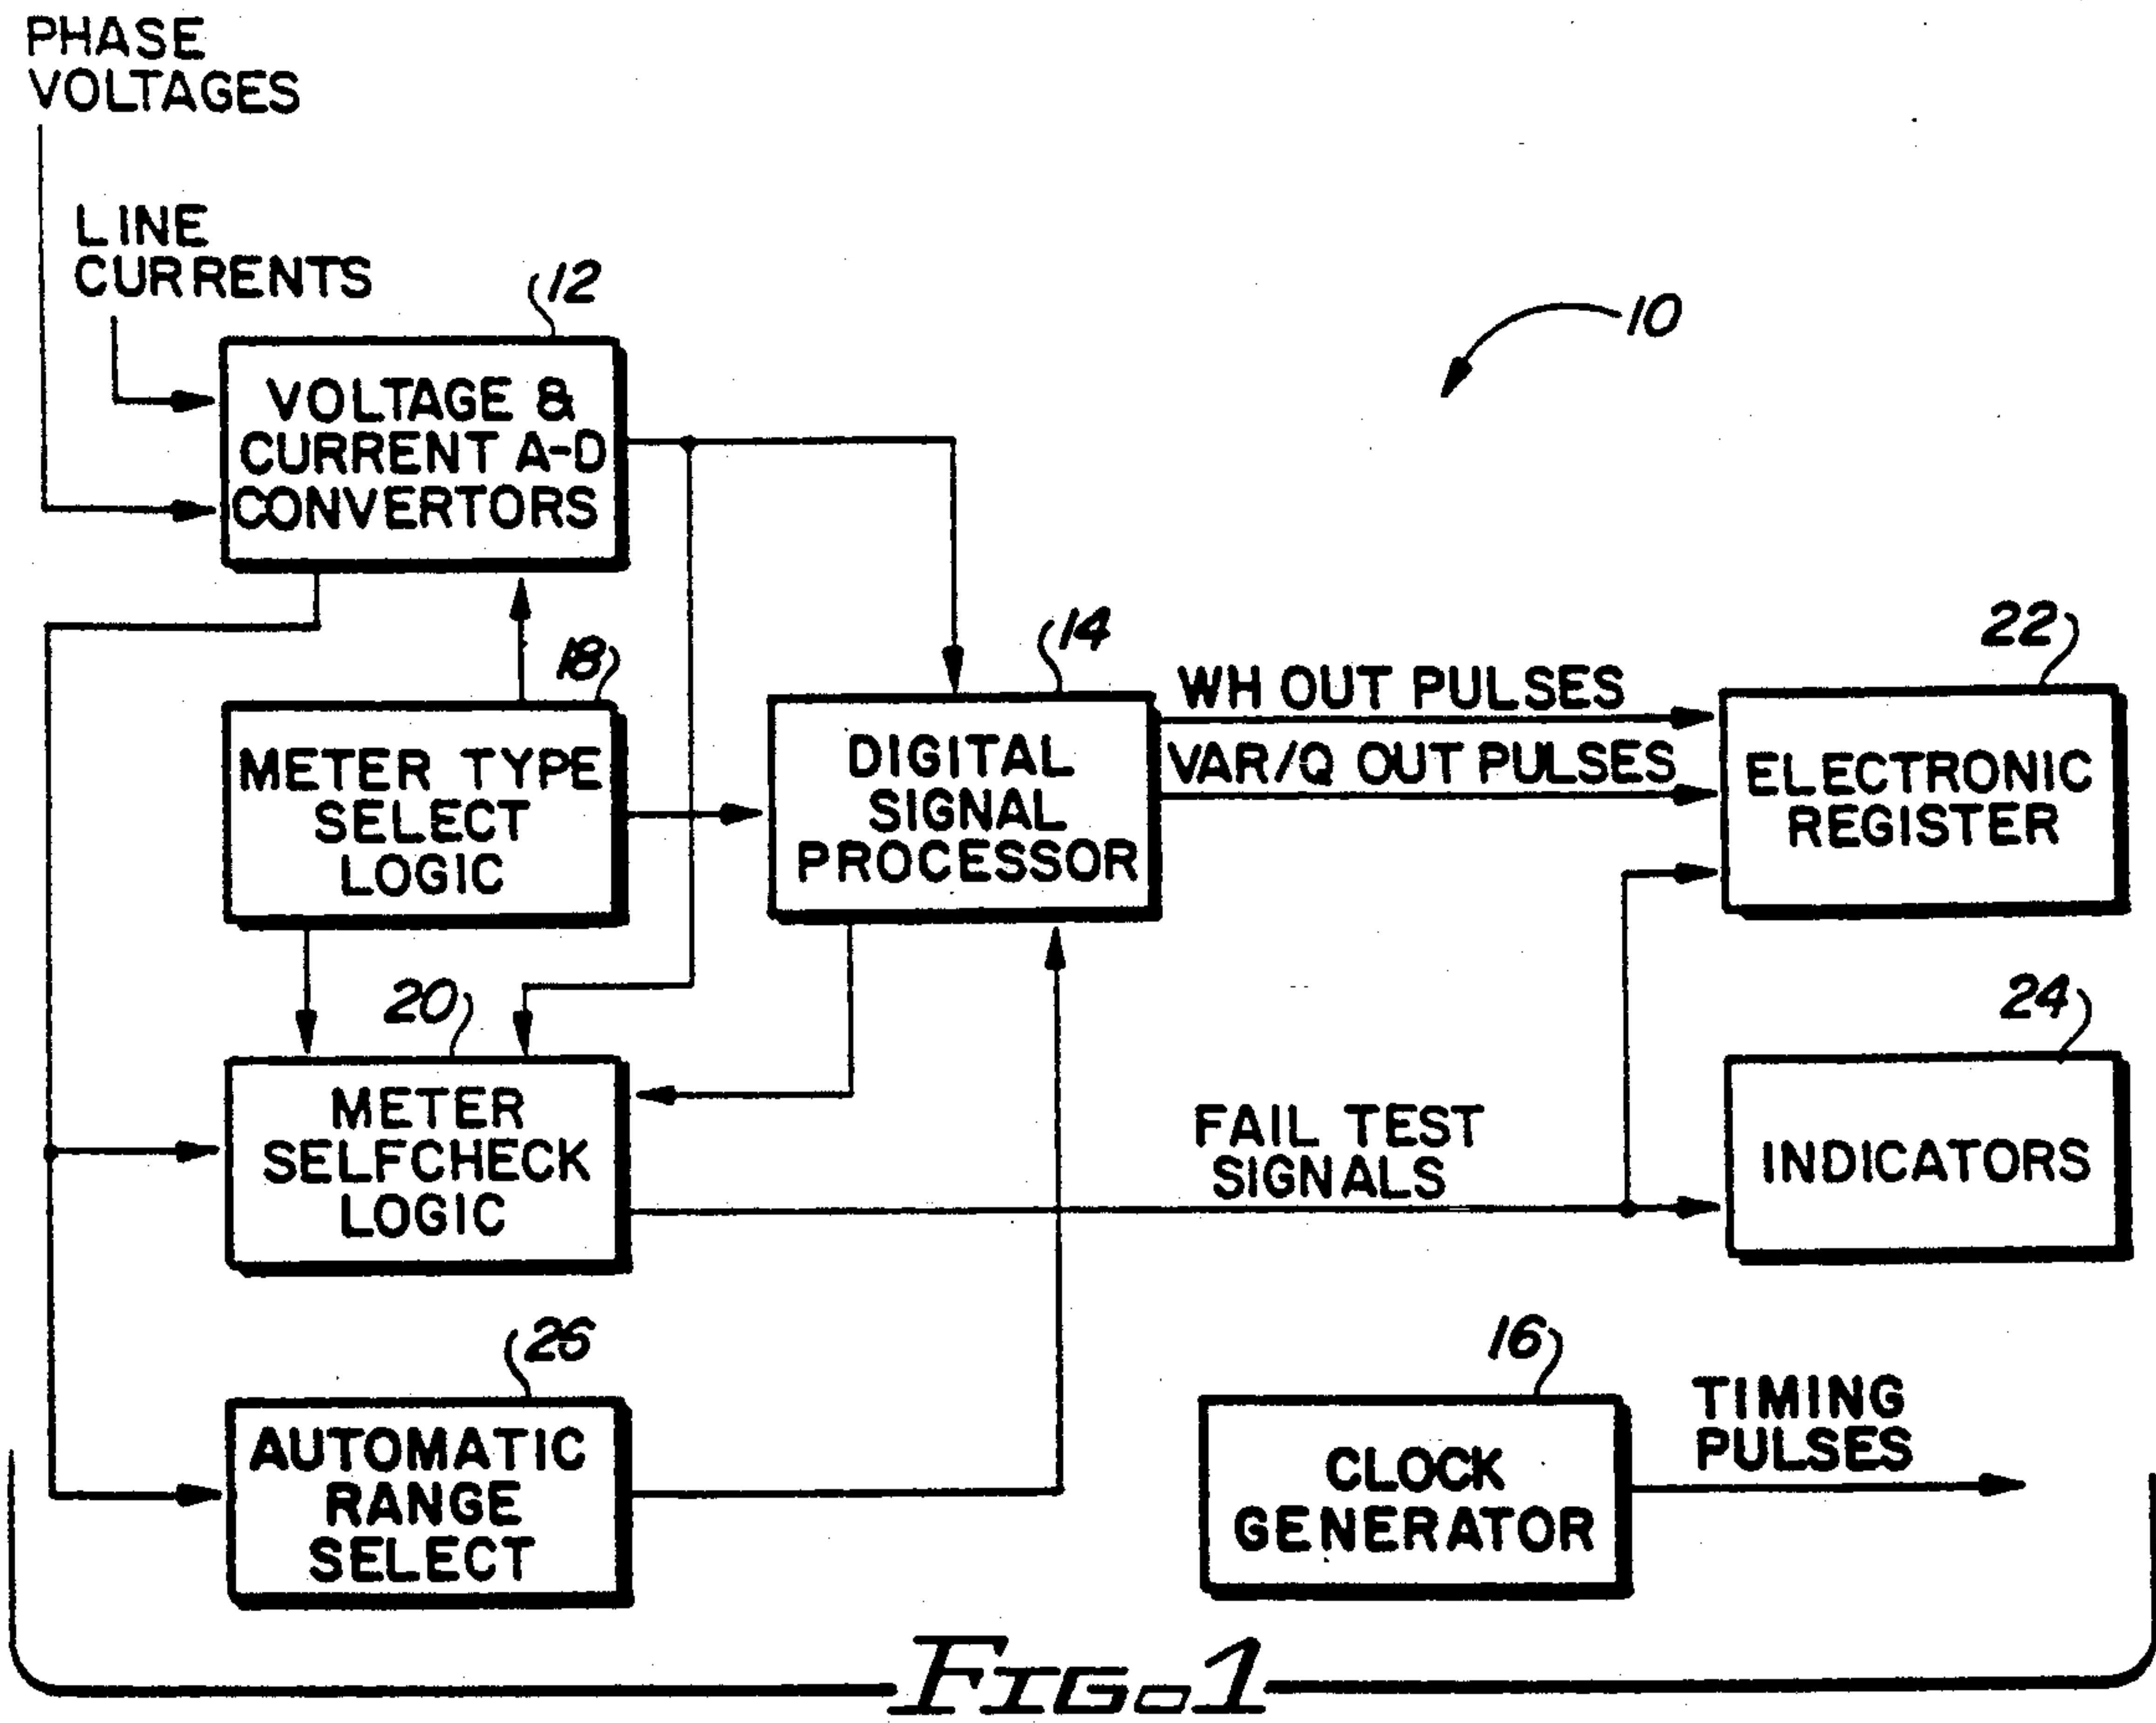 PHASE
VOLTAGES
LINE
CURRENTS
12
10
VOLTAGE &
CURRENT A-D
CONVERTORS
18
14
22
METER TYPE
SELECT
LOGIC
DIGITAL
SIGNAL
PROCESSOR
WH OUT PULSES
VAR/Q OUT PULSES
ELECTRONIC
REGISTER
20
24
METER
SELFCHECK
LOGIC
FAIL TEST
SIGNALS
INDICATORS
26
16
AUTOMATIC
RANGE
SELECT
CLOCK
GENERATOR
TIMING
PULSES
FIG. 1